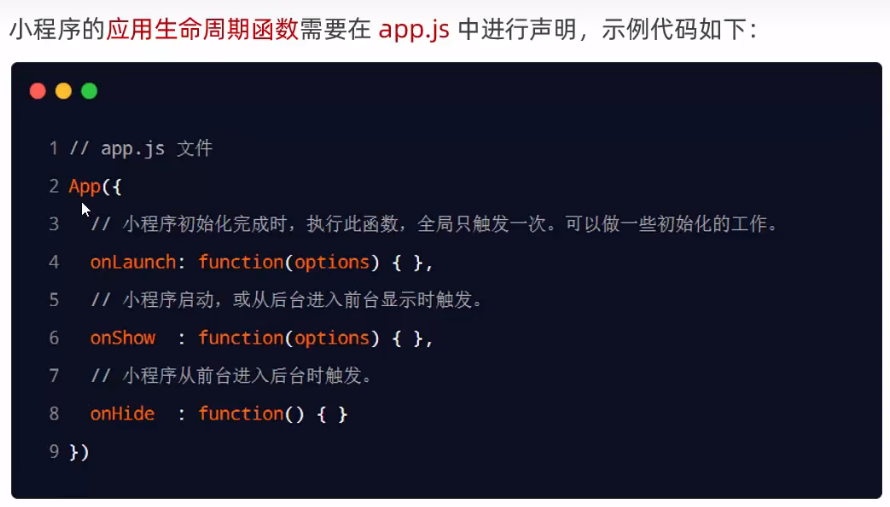 小程序的应用生命周期函数需要在 app.js 中进行声明，示例代码如下：
1 // app.js 文件
2 App({
3 // 小程序初始化完成时，执行此函数，全局只触发一次。可以做一些初始化的工作。
4 onLaunch: function(options) { },
5 // 小程序启动，或从后台进入前台显示时触发。
6 onShow : function(options) { },
7 // 小程序从前台进入后台时触发。
8 onHide : function() { }
9 })